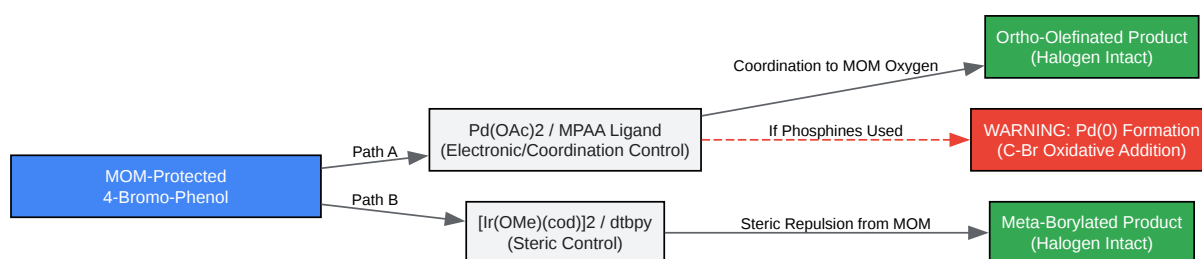 MOM-Protected
4-Bromo-Phenol
Path A
Path B
Pd(OAc)2 / MPAA Ligand
(Electronic/Coordination Control)
[Ir(OMe)(cod)]2 / dtbpy
(Steric Control)
Coordination to MOM Oxygen
If Phosphines Used
Steric Repulsion from MOM
Ortho-Olefinated Product
(Halogen Intact)
WARNING: Pd(0) Formation
(C-Br Oxidative Addition)
Meta-Borylated Product
(Halogen Intact)